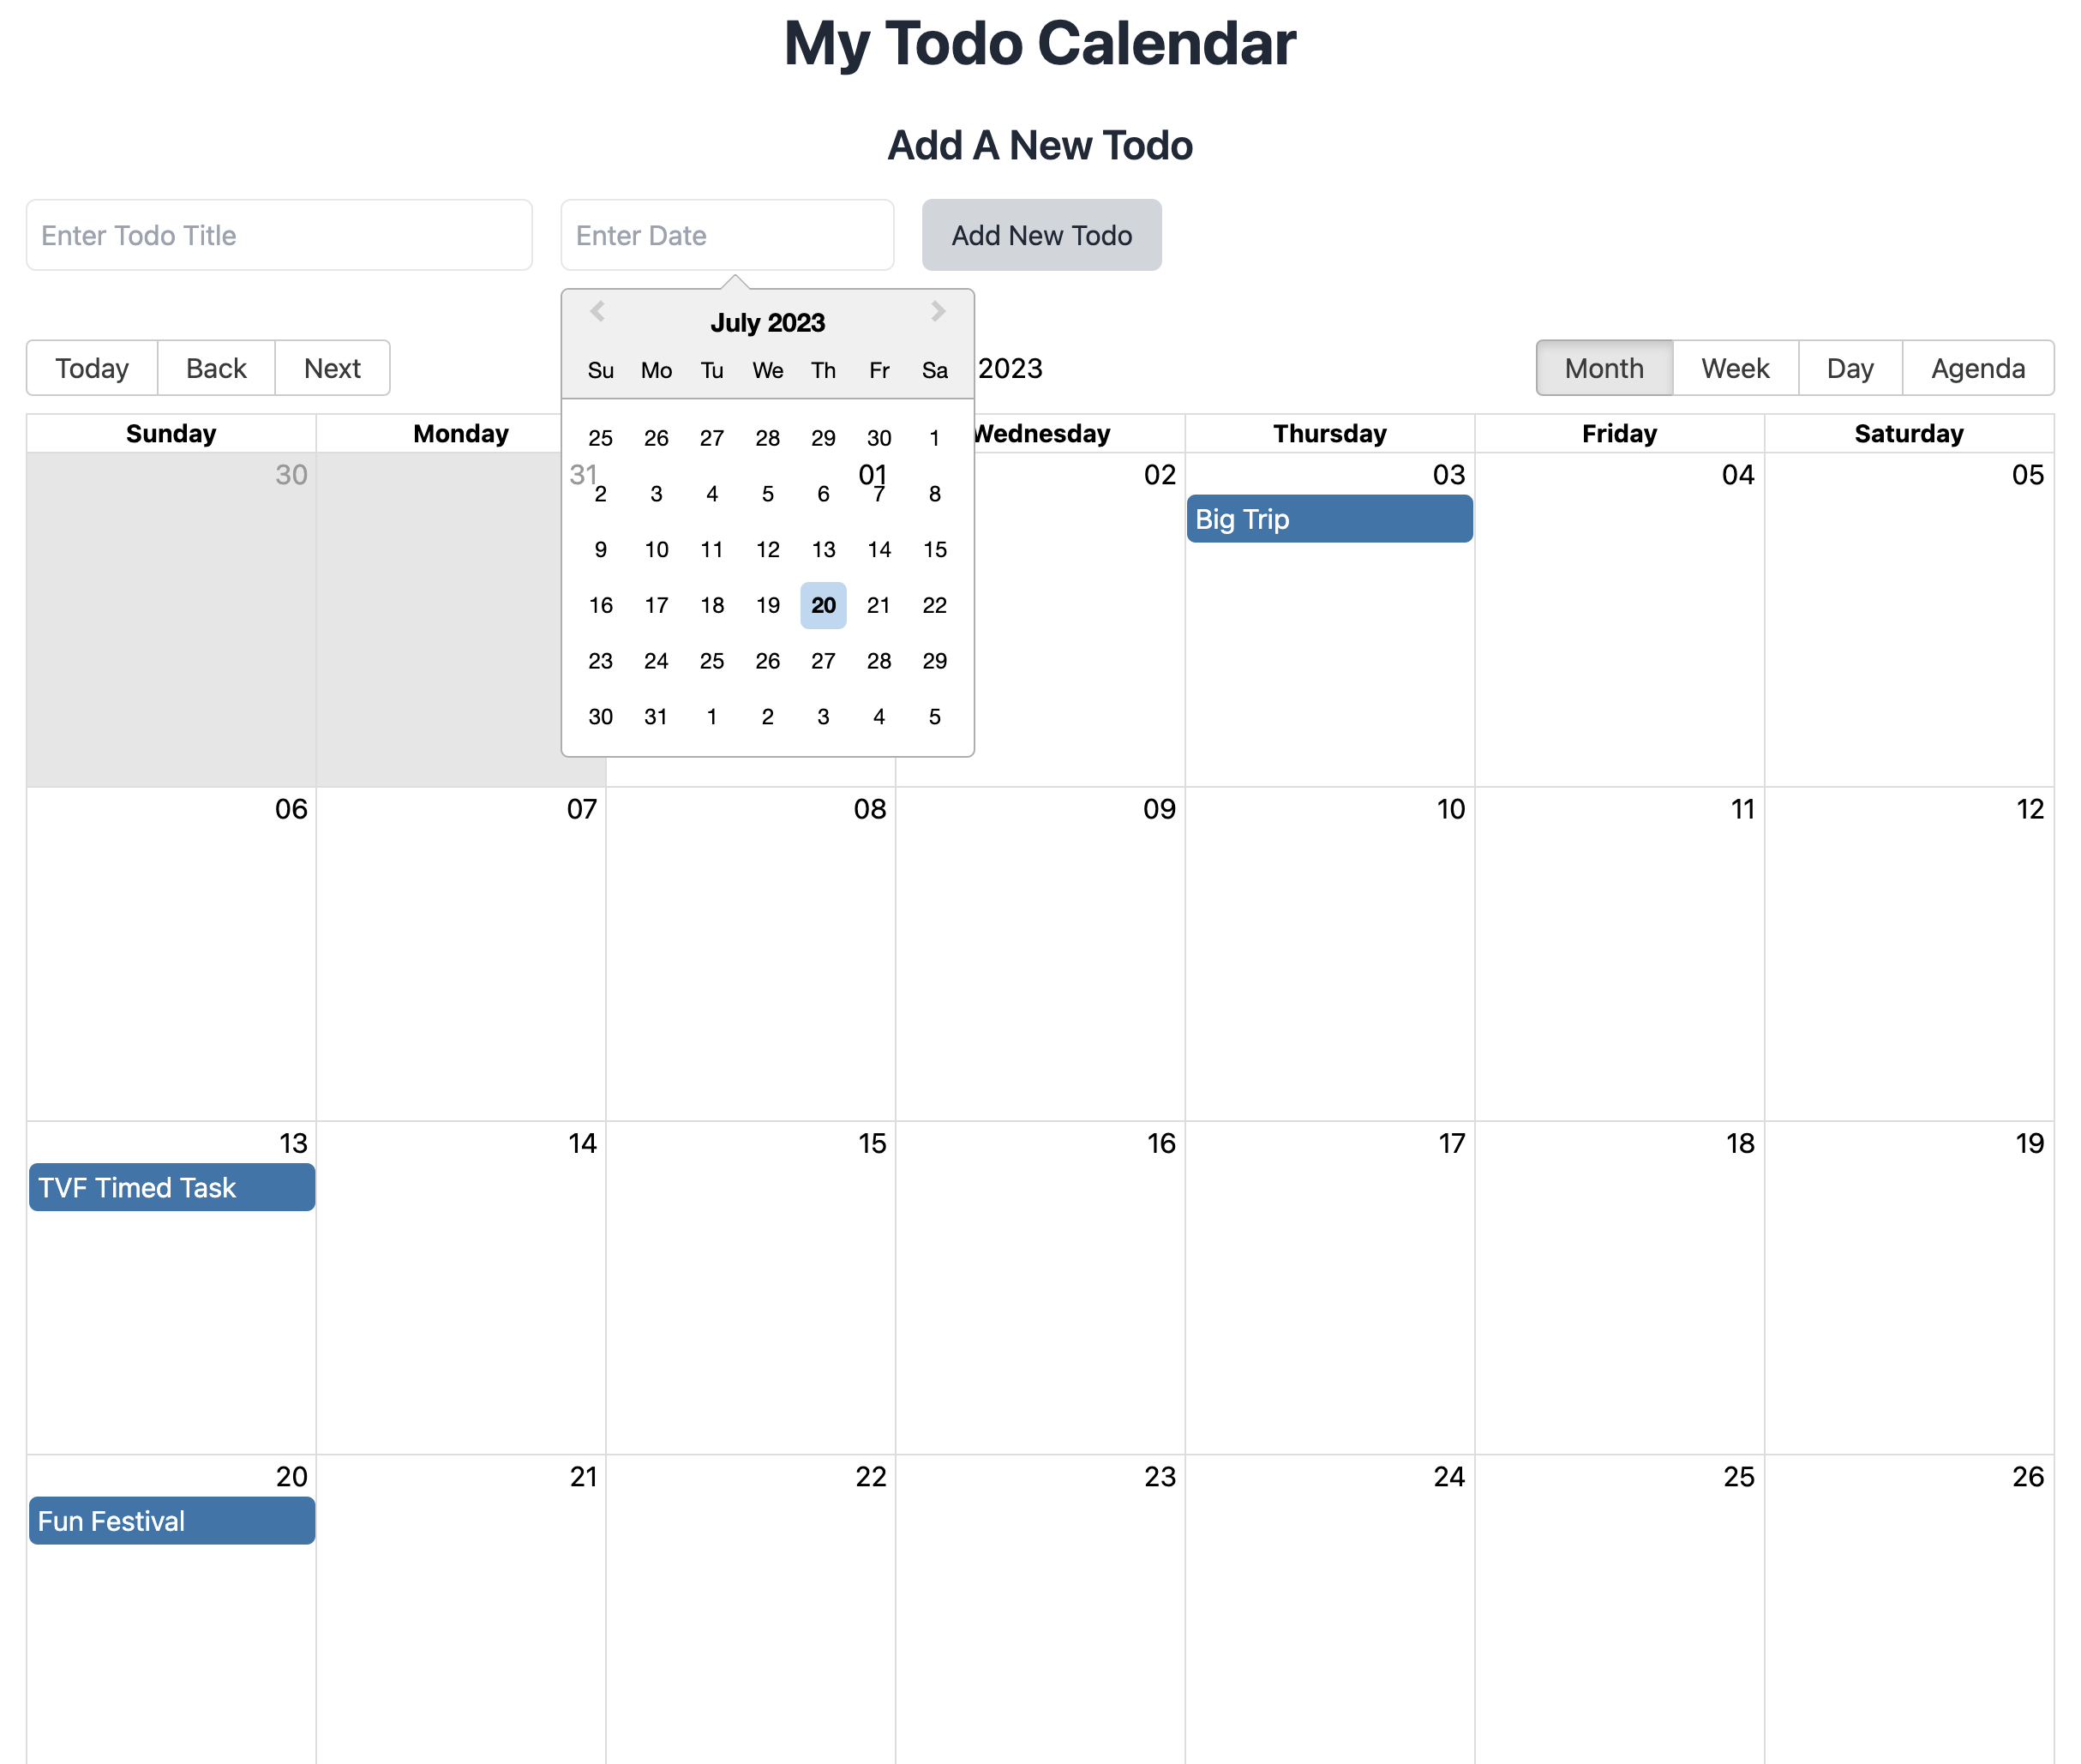 My Todo Calendar
Add A New Todo
Enter Todo Title Enter Date Add New Todo
July 2023
Su Mo Tu We Th Fr Sa
25 26 27 28 29 30 1
2 3 4 5 6 7 8
9 10 11 12 13 14 15
16 17 18 19 20 21 22
23 24 25 26 27 28 29
30 31 1 2 3 4 5
Today Back Next 2023 Month Week Day Agenda
Sunday Monday Wednesday Thursday Friday Saturday
30 31 01 02 03 04 05
Big Trip
06 07 08 09 10 11 12
13 14 15 16 17 18 19
TVF Timed Task
20 21 22 23 24 25 26
Fun Festival